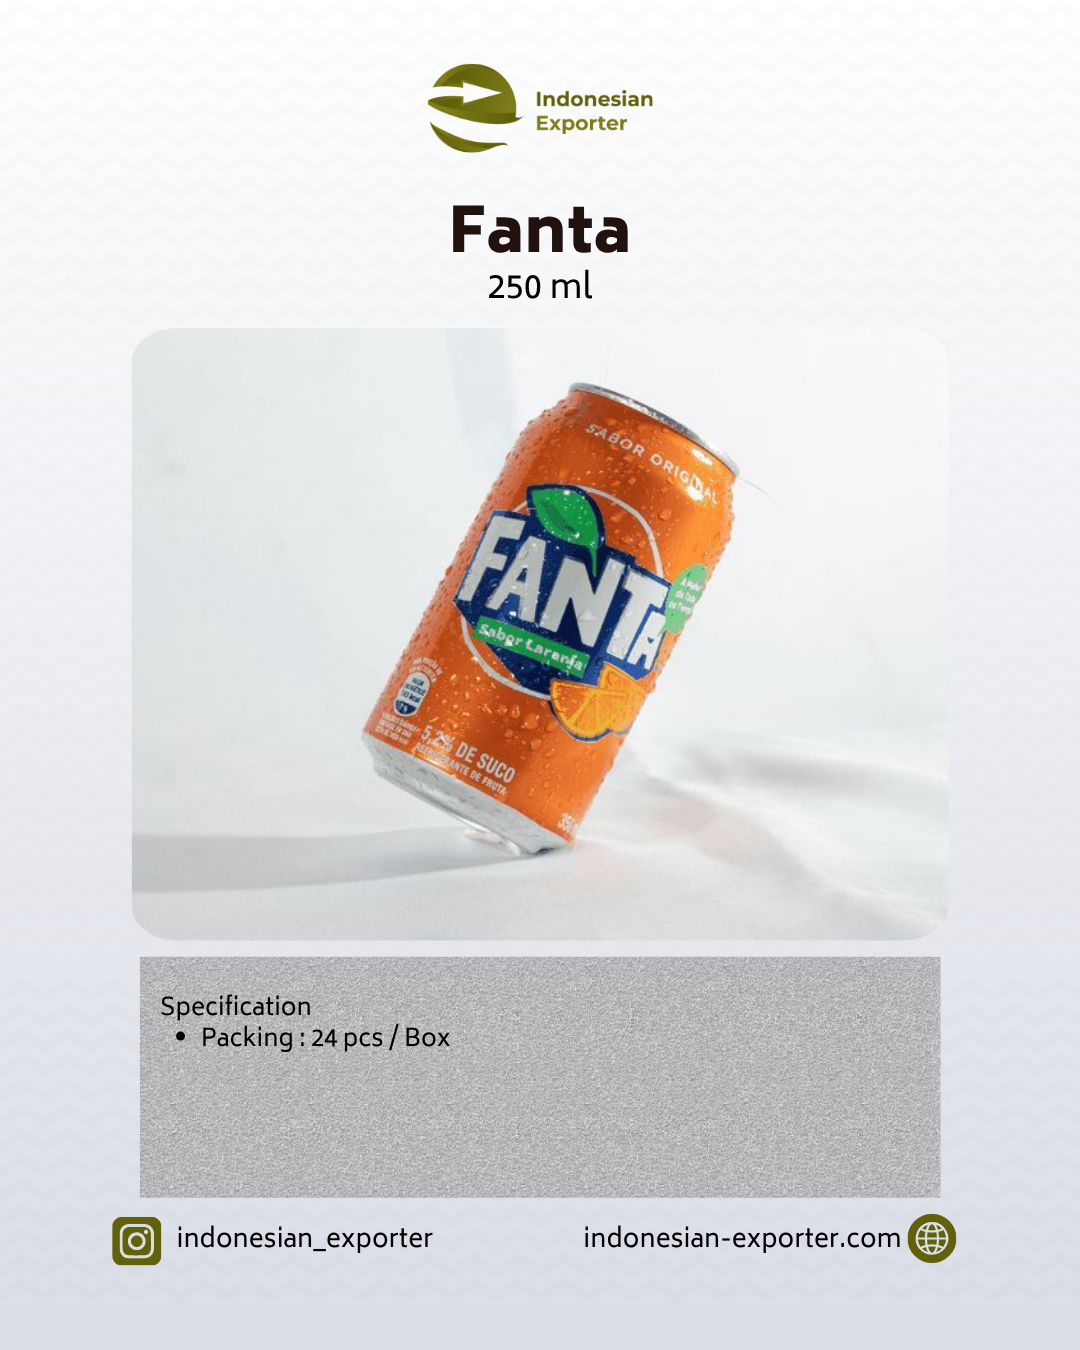 Indonesian
Exporter
Fanta
250 ml
SABOR ORIGINAL
FANTA
Sabor Laranja
5,2% DE SUCO
REFRIGERANTE DE FRUTA
Specification
• Packing : 24 pcs / Box
indonesian_exporter
indonesian-exporter.com